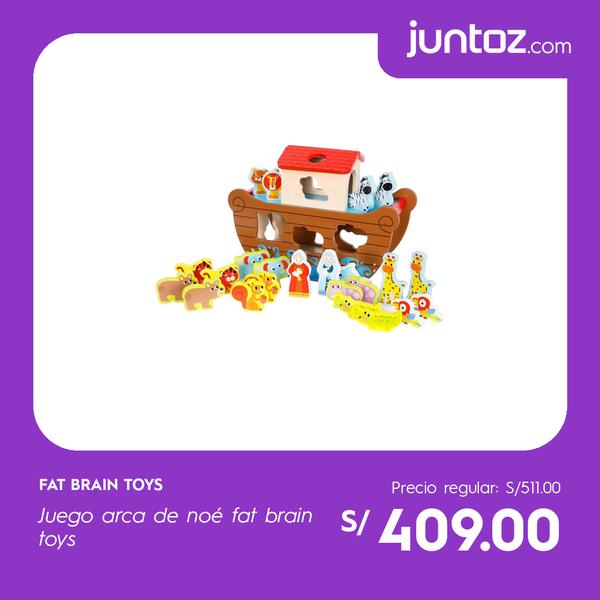 juntoz.com
FAT BRAIN TOYS
Juego arca de noé fat brain
toys
Precio regular: S/511.00
S/ 409.00